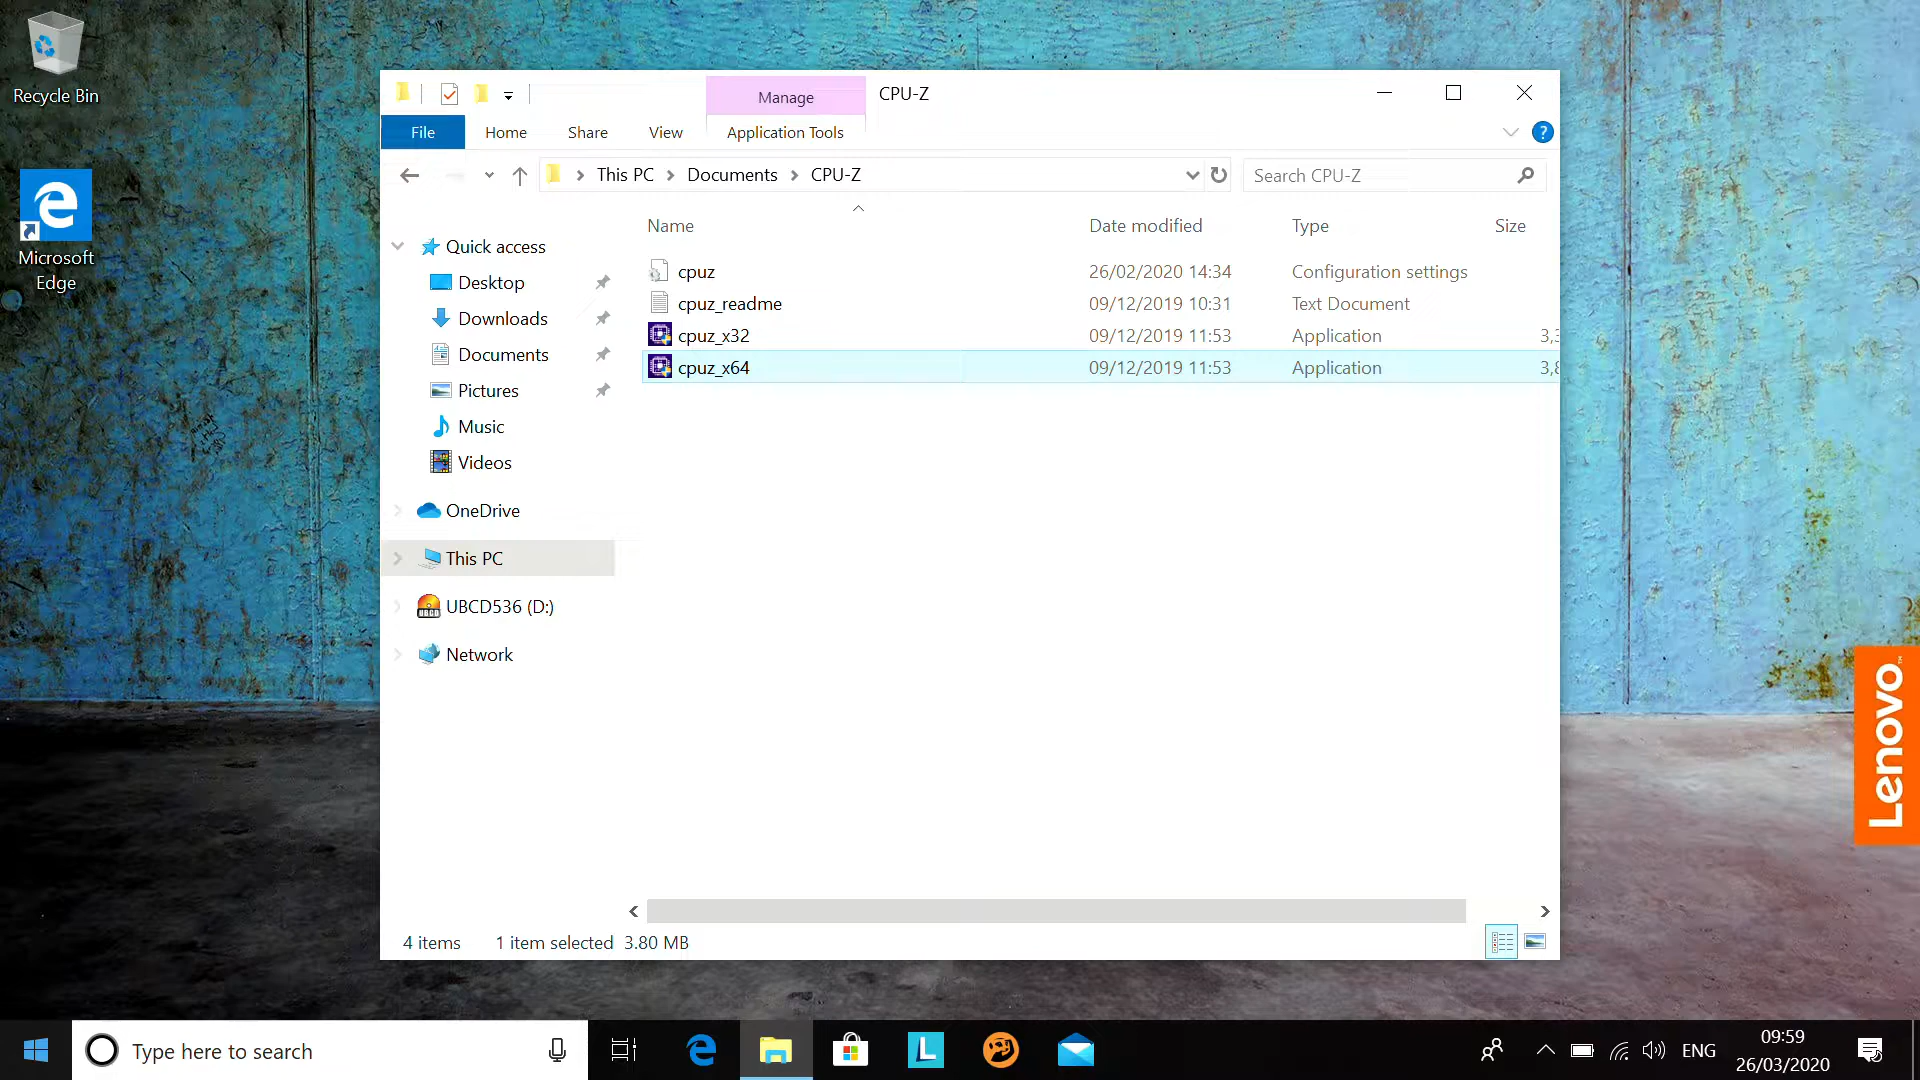 Recycle Bin
Microsoft
Edge
Manage
CPU-Z
File
Home
Share
View
Application Tools
?
This PC
Documents
CPU-Z
Search CPU-Z
Name
Date modified
Type
Size
cpuz
26/02/2020 14:34
Configuration settings
cpuz_readme
09/12/2019 10:31
Text Document
cpuz_x32
09/12/2019 11:53
Application
cpuz_x64
09/12/2019 11:53
Application
Quick access
Desktop
Downloads
Documents
Pictures
Music
Videos
OneDrive
This PC
UBCD
UBCD536 (D:)
Network
4 items
1 item selected
3.80 MB
Lenovo™
Type here to search
L
ENG
09:59
26/03/2020